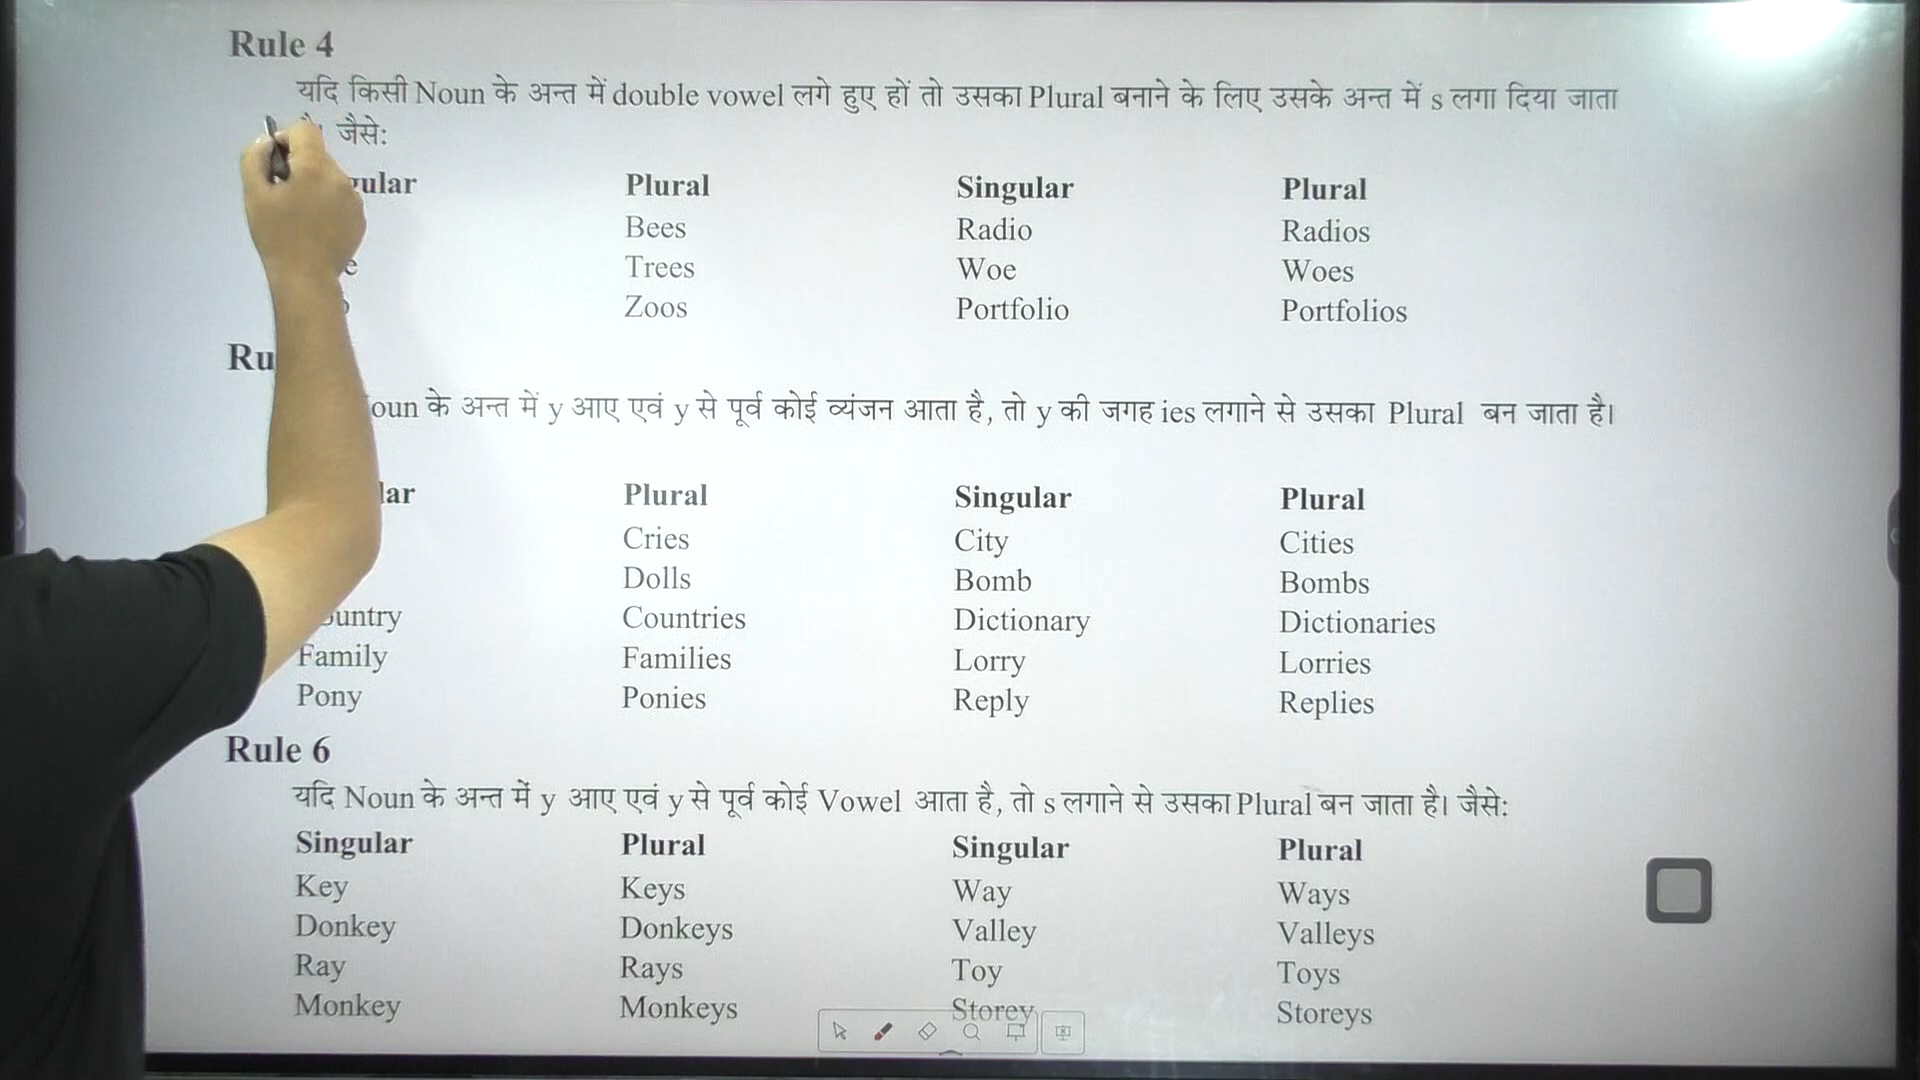 Rule 4
यदि किसी Noun के अन्त में double vowel लगे हुए हों तो उसका Plural बनाने के लिए उसके अन्त में s लगा दिया जाता
जैसे:
gular Plural Singular Plural
Bees Radio Radios
e Trees Woe Woes
Zoos Portfolio Portfolios
Ru
oun के अन्त में y आए एवं y से पूर्व कोई व्यंजन आता है, तो y की जगह ies लगाने से उसका Plural बन जाता है।
lar Plural Singular Plural
Cries City Cities
Dolls Bomb Bombs
ountry Countries Dictionary Dictionaries
Family Families Lorry Lorries
Pony Ponies Reply Replies
Rule 6
यदि Noun के अन्त में y आए एवं y से पूर्व कोई Vowel आता है, तो s लगाने से उसका Plural बन जाता है। जैसे:
Singular Plural Singular Plural
Key Keys Way Ways
Donkey Donkeys Valley Valleys
Ray Rays Toy Toys
Monkey Monkeys Storey Storeys